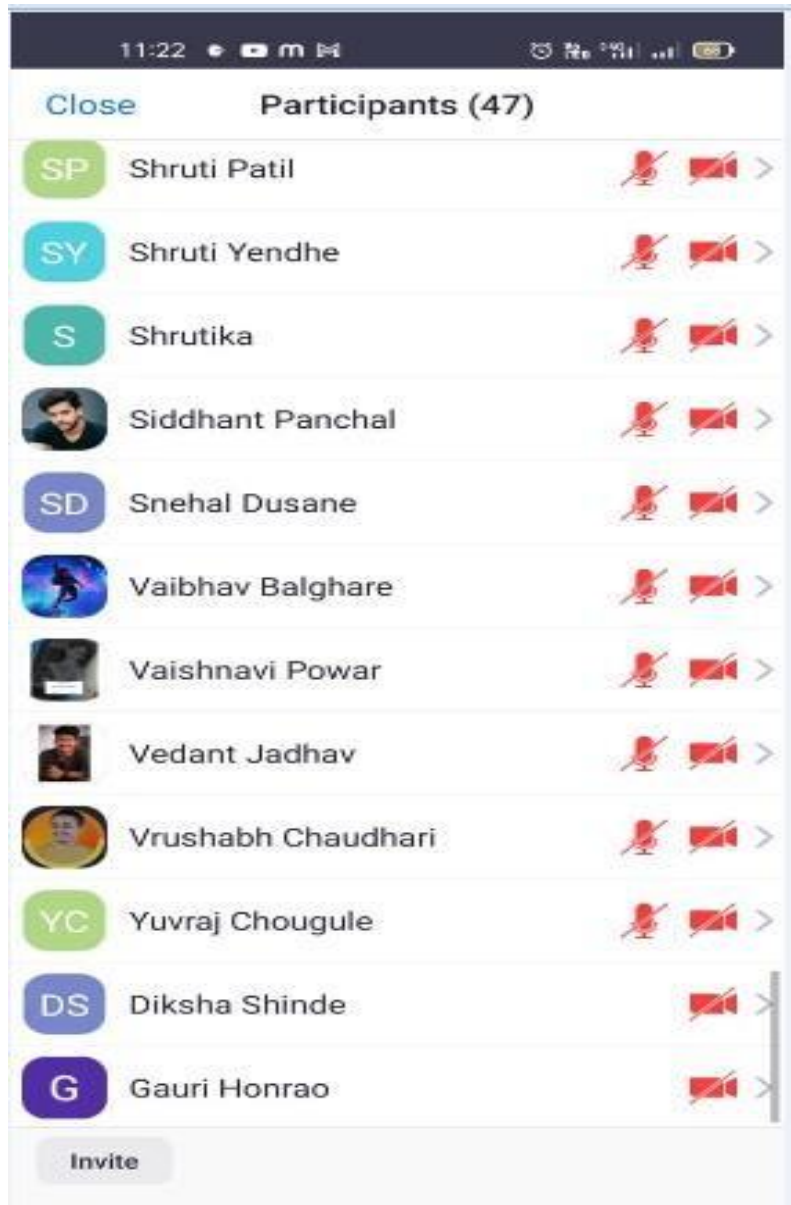 11:22
Close Participants (47)
SP Shruti Patil
SY Shruti Yendhe
S Shrutika
Siddhant Panchal
SD Snehal Dusane
Vaibhav Balghare
Vaishnavi Powar
Vedant Jadhav
Vrushabh Chaudhari
YC Yuvraj Chougule
DS Diksha Shinde
G Gauri Honrao
Invite